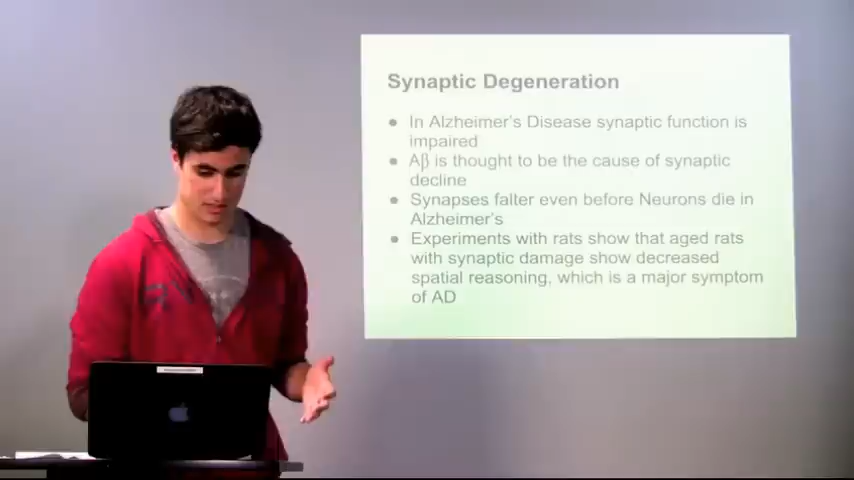 Synaptic Degeneration
● In Alzheimer's Disease synaptic function is
impaired
● Aβ is thought to be the cause of synaptic
decline
● Synapses falter even before Neurons die in
Alzheimer's
● Experiments with rats show that aged rats
with synaptic damage show decreased
spatial reasoning, which is a major symptom
of AD